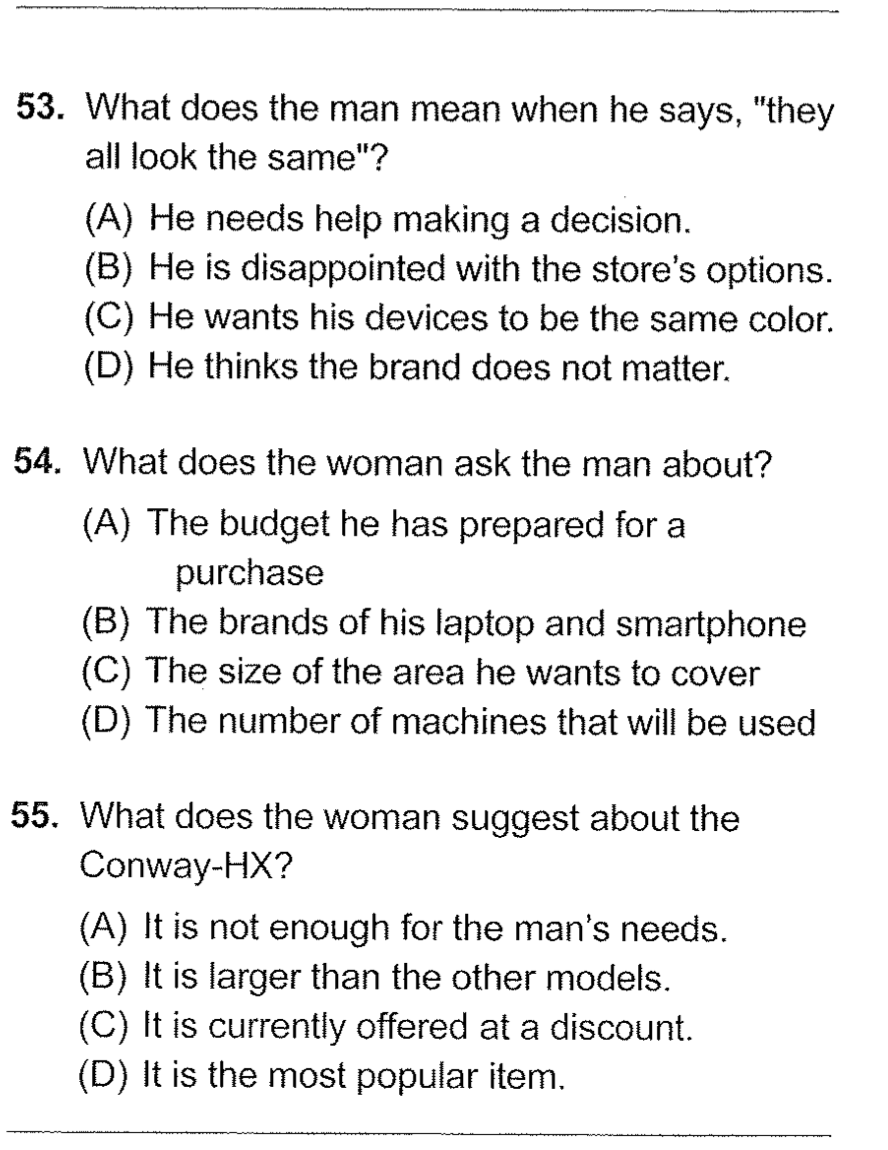 53. What does the man mean when he says, "they
all look the same"?
(A) He needs help making a decision.
(B) He is disappointed with the store's options.
(C) He wants his devices to be the same color.
(D) He thinks the brand does not matter.
54. What does the woman ask the man about?
(A) The budget he has prepared for a
purchase
(B) The brands of his laptop and smartphone
(C) The size of the area he wants to cover
(D) The number of machines that will be used
55. What does the woman suggest about the
Conway-HX?
(A) It is not enough for the man's needs.
(B) It is larger than the other models.
(C) It is currently offered at a discount.
(D) It is the most popular item.